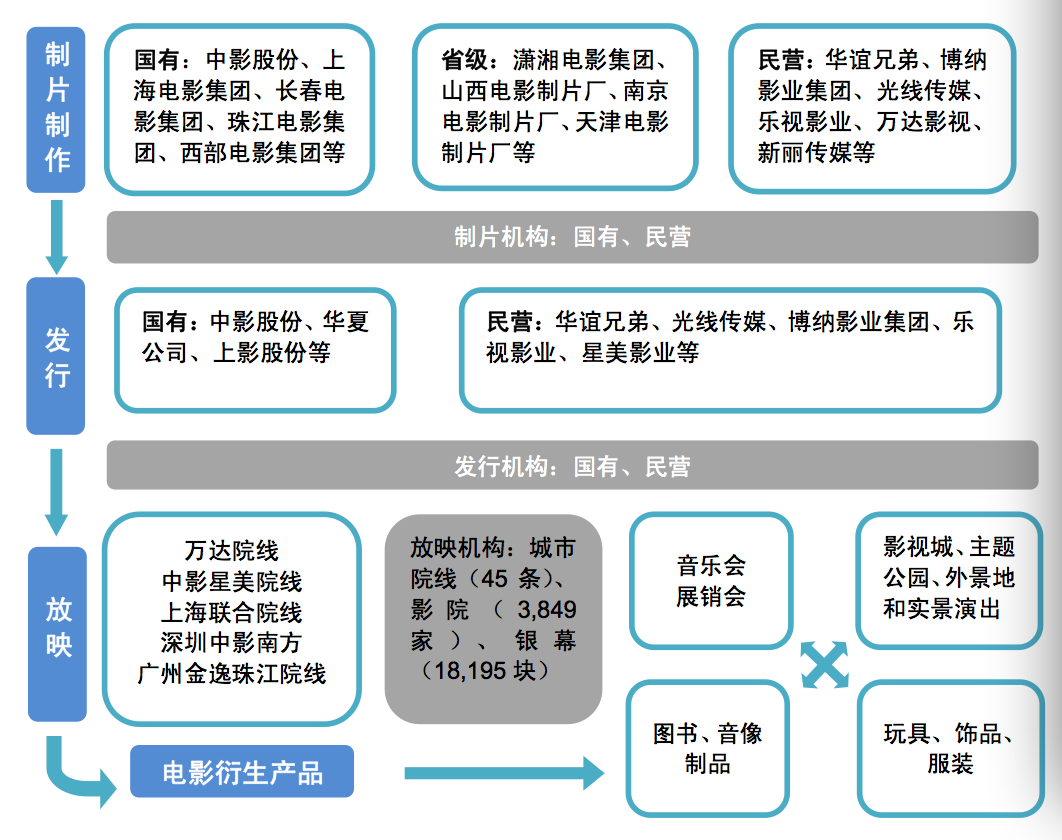 制片制作
国有：中影股份、上
海电影集团、长春电
影集团、珠江电影集
团、西部电影集团等
省级：潇湘电影集团、
山西电影制片厂、南京
电影制片厂、天津电影
制片厂等
民营：华谊兄弟、博纳
影业集团、光线传媒、
乐视影业、万达影视、
新丽传媒等
制片机构：国有、民营
发行
国有：中影股份、华夏
公司、上影股份等
民营：华谊兄弟、光线传媒、博纳影业集团、乐
视影业、星美影业等
发行机构：国有、民营
放映
万达院线
中影星美院线
上海联合院线
深圳中影南方
广州金逸珠江院线
放映机构：城市
院线（45 条）、
影院（3,849
家）、银幕
（18,195 块）
音乐会
展销会
影视城、主题
公园、外景地
和实景演出
电影衍生产品
图书、音像
制品
玩具、饰品、
服装